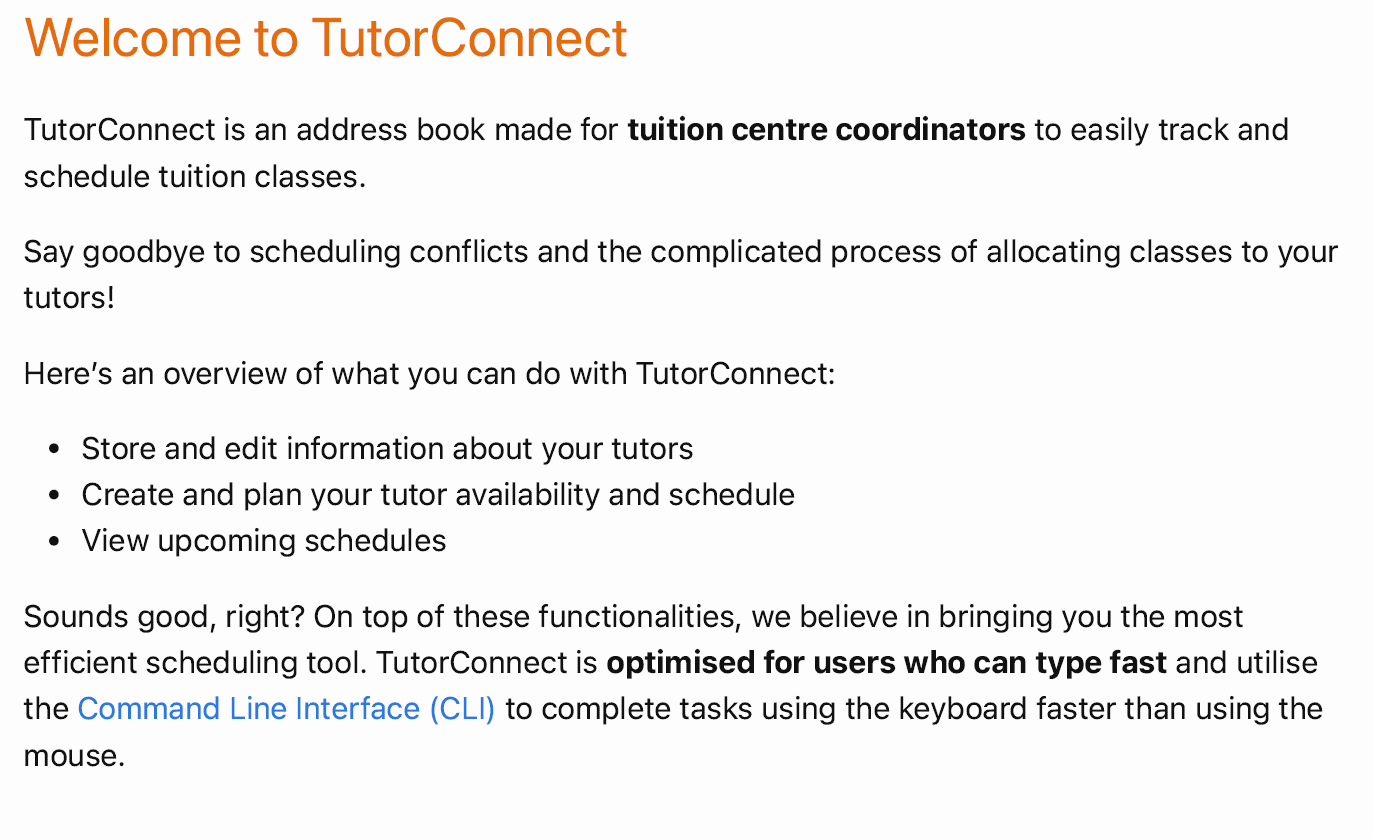 Welcome to TutorConnect
TutorConnect is an address book made for tuition centre coordinators to easily track and
schedule tuition classes.
Say goodbye to scheduling conflicts and the complicated process of allocating classes to your
tutors!
Here’s an overview of what you can do with TutorConnect:
• Store and edit information about your tutors
• Create and plan your tutor availability and schedule
• View upcoming schedules
Sounds good, right? On top of these functionalities, we believe in bringing you the most
efficient scheduling tool. TutorConnect is optimised for users who can type fast and utilise
the Command Line Interface (CLI) to complete tasks using the keyboard faster than using the
mouse.